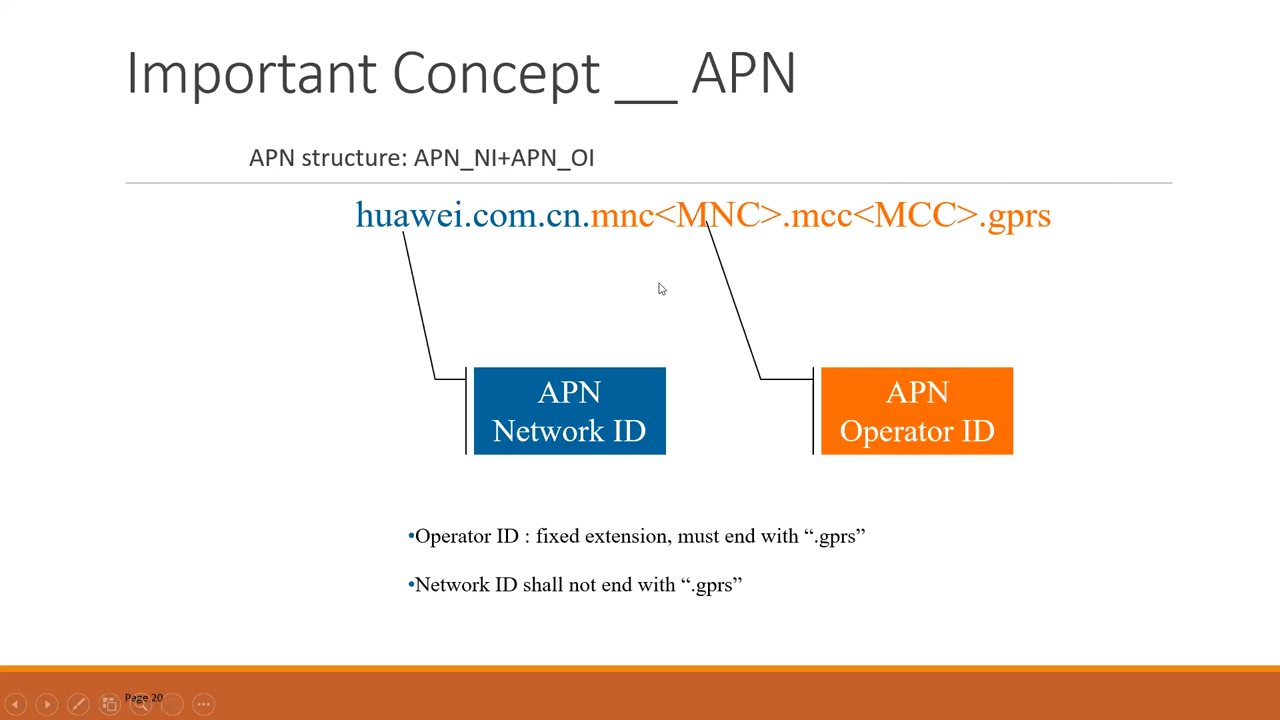 Important Concept __ APN
APN structure: APN_NI+APN_OI
huawei.com.cn.mnc<MNC>.mcc<MCC>.gprs
APN
Network ID
APN
Operator ID
•Operator ID : fixed extension, must end with “.gprs”
•Network ID shall not end with “.gprs”
Page 20